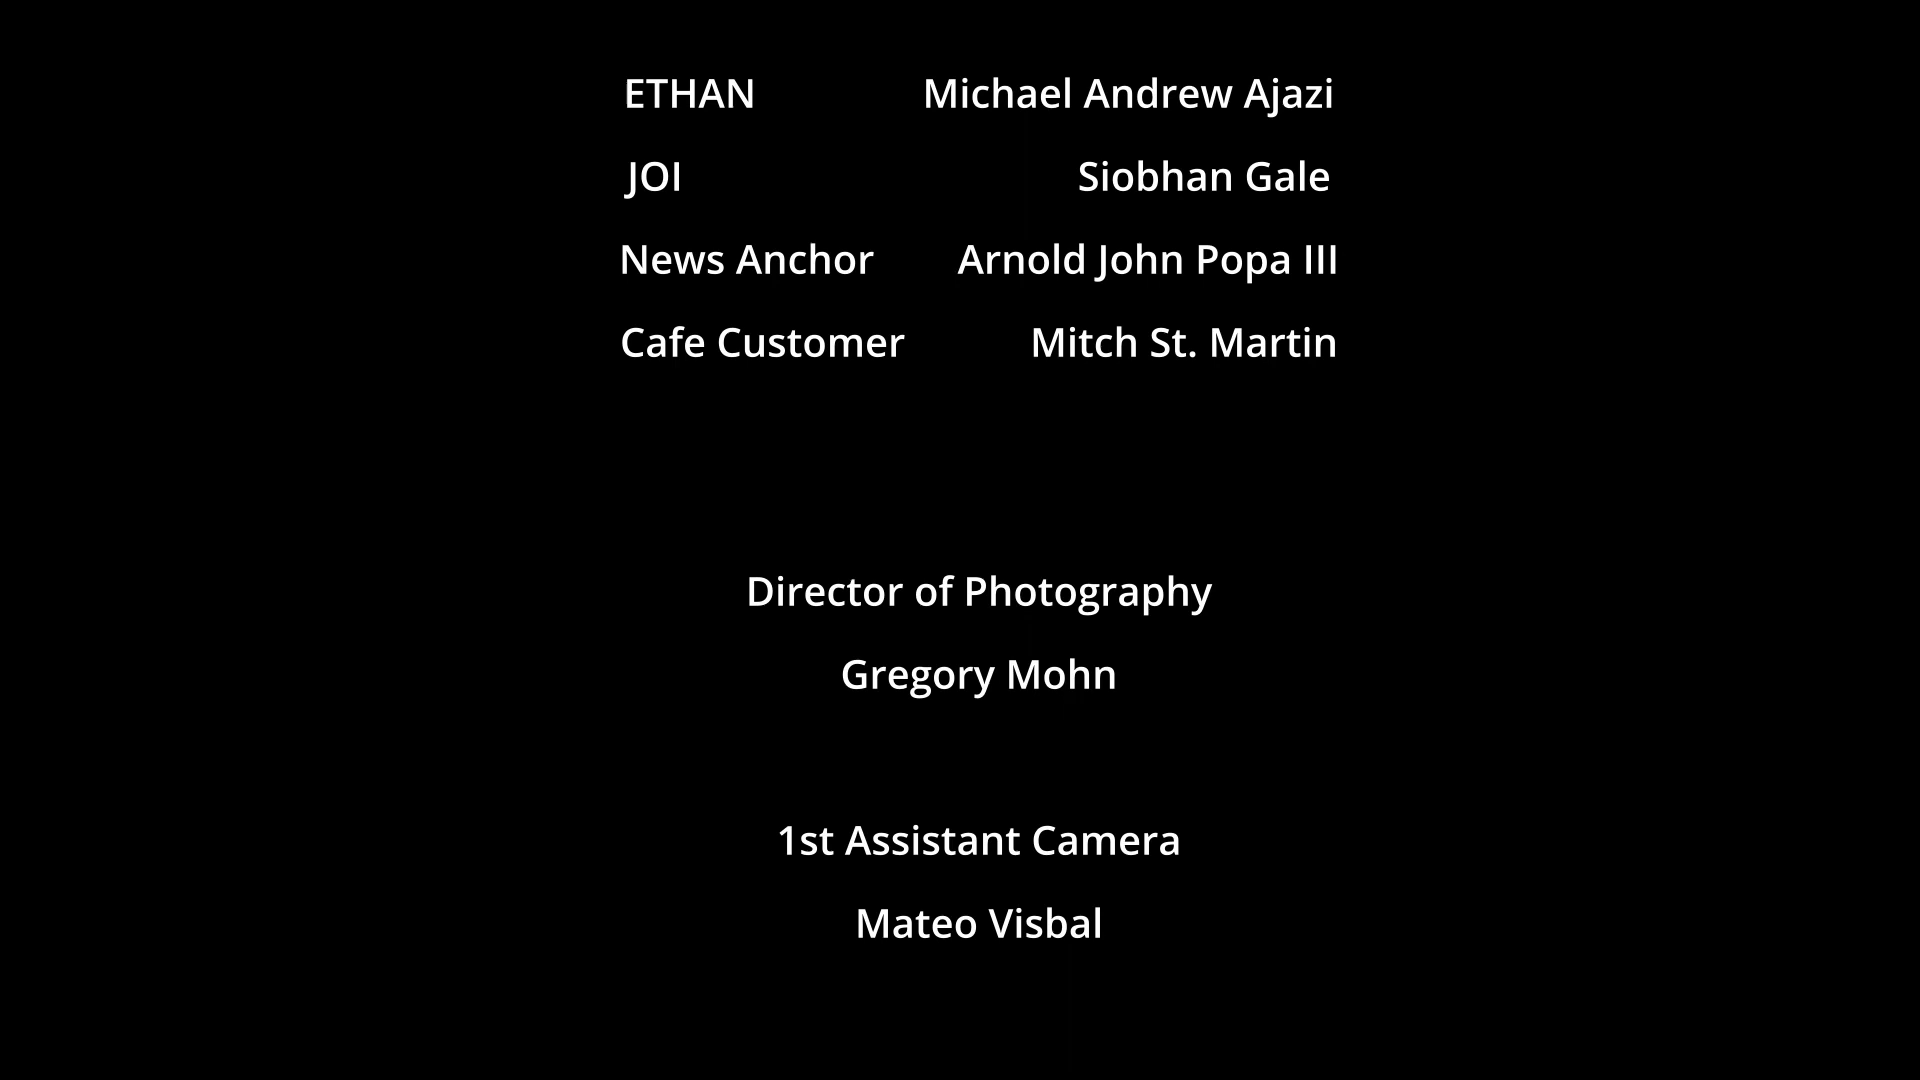 ETHAN Michael Andrew Ajazi
JOI Siobhan Gale
News Anchor Arnold John Popa III
Cafe Customer Mitch St. Martin
Director of Photography
Gregory Mohn
1st Assistant Camera
Mateo Visbal